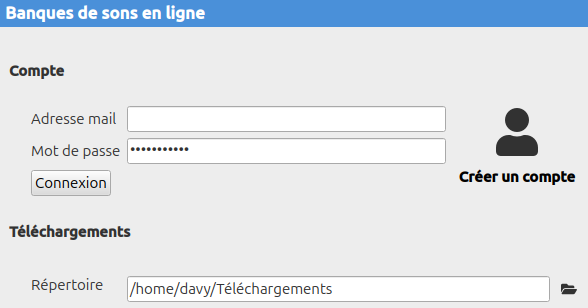 Banques de sons en ligne
Compte
Adresse mail
Mot de passe •••••••••••
Connexion
Créer un compte
Téléchargements
Répertoire /home/davy/Téléchargements